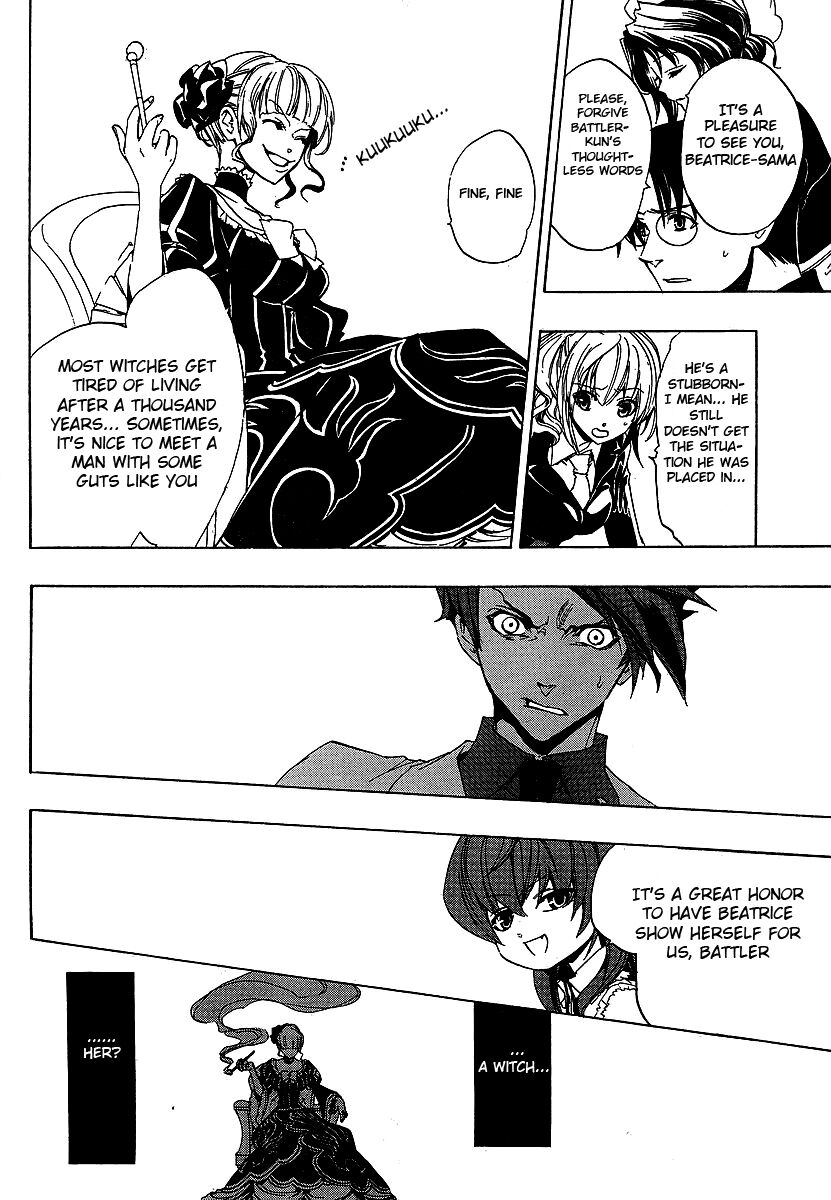 IT'S A
PLEASURE
TO SEE YOU,
BEATRICE-SAMA
PLEASE,
FORGIVE
BATTLER-
KUN'S
THOUGHT-
LESS WORDS
HE'S A
STUBBORN-
I MEAN... HE
STILL
DOESN'T GET
THE SITUA-
TION HE WAS
PLACED IN...
FINE, FINE
KUUKUUKU...
MOST WITCHES GET
TIRED OF LIVING
AFTER A THOUSAND
YEARS... SOMETIMES,
IT'S NICE TO MEET A
MAN WITH SOME
GUTS LIKE YOU
IT'S A GREAT HONOR
TO HAVE BEATRICE
SHOW HERSELF FOR
US, BATTLER
...
A WITCH...
......
HER?